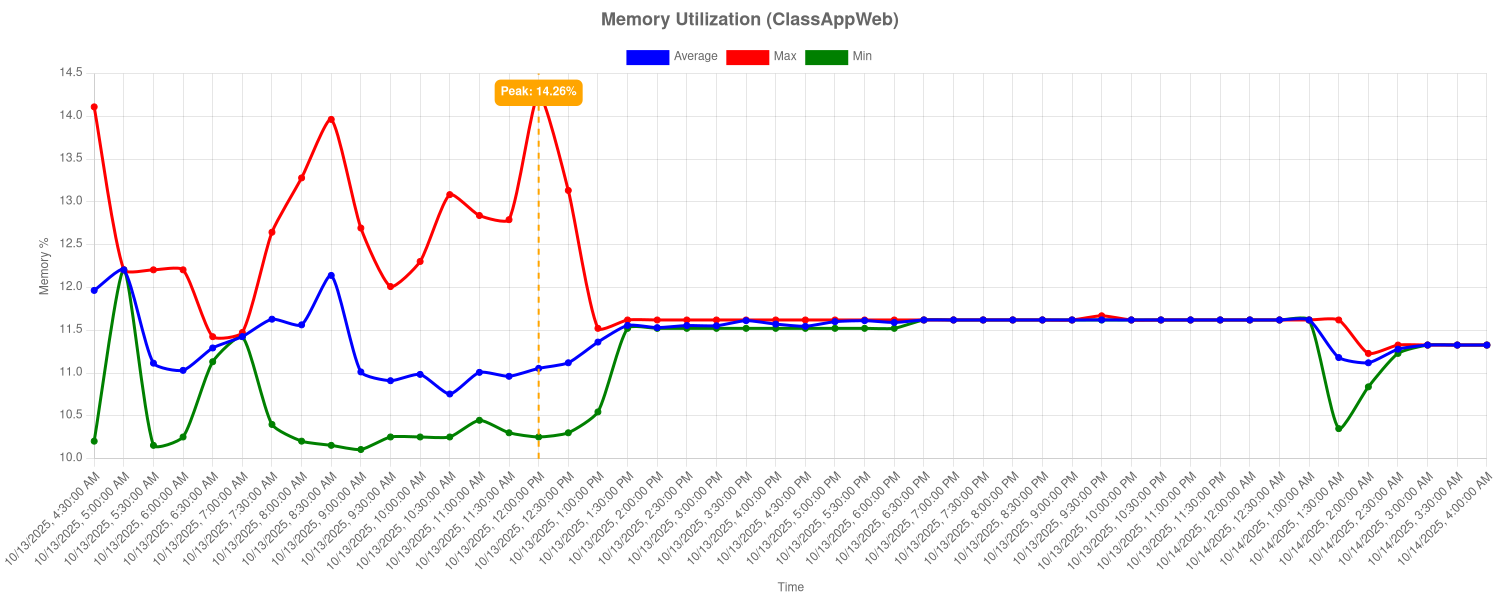 Memory Utilization (ClassAppWeb)
Average Max Min
Peak: 14.26%
14.5
14.0
13.5
13.0
12.5
12.0
11.5
11.0
10.5
10.0
Memory %
10/13/2025, 4:30:00 AM
10/13/2025, 5:00:00 AM
10/13/2025, 5:30:00 AM
10/13/2025, 6:00:00 AM
10/13/2025, 6:30:00 AM
10/13/2025, 7:00:00 AM
10/13/2025, 7:30:00 AM
10/13/2025, 8:00:00 AM
10/13/2025, 8:30:00 AM
10/13/2025, 9:00:00 AM
10/13/2025, 9:30:00 AM
10/13/2025, 10:00:00 AM
10/13/2025, 10:30:00 AM
10/13/2025, 11:00:00 AM
10/13/2025, 11:30:00 AM
10/13/2025, 12:00:00 PM
10/13/2025, 12:30:00 PM
10/13/2025, 1:00:00 PM
10/13/2025, 1:30:00 PM
10/13/2025, 2:00:00 PM
10/13/2025, 2:30:00 PM
10/13/2025, 3:00:00 PM
10/13/2025, 3:30:00 PM
10/13/2025, 4:00:00 PM
10/13/2025, 4:30:00 PM
10/13/2025, 5:00:00 PM
10/13/2025, 5:30:00 PM
10/13/2025, 6:00:00 PM
10/13/2025, 6:30:00 PM
10/13/2025, 7:00:00 PM
10/13/2025, 7:30:00 PM
10/13/2025, 8:00:00 PM
10/13/2025, 8:30:00 PM
10/13/2025, 9:00:00 PM
10/13/2025, 9:30:00 PM
10/13/2025, 10:00:00 PM
10/13/2025, 10:30:00 PM
10/13/2025, 11:00:00 PM
10/13/2025, 11:30:00 PM
10/14/2025, 12:00:00 AM
10/14/2025, 12:30:00 AM
10/14/2025, 1:00:00 AM
10/14/2025, 1:30:00 AM
10/14/2025, 2:00:00 AM
10/14/2025, 2:30:00 AM
10/14/2025, 3:00:00 AM
10/14/2025, 3:30:00 AM
10/14/2025, 4:00:00 AM
Time